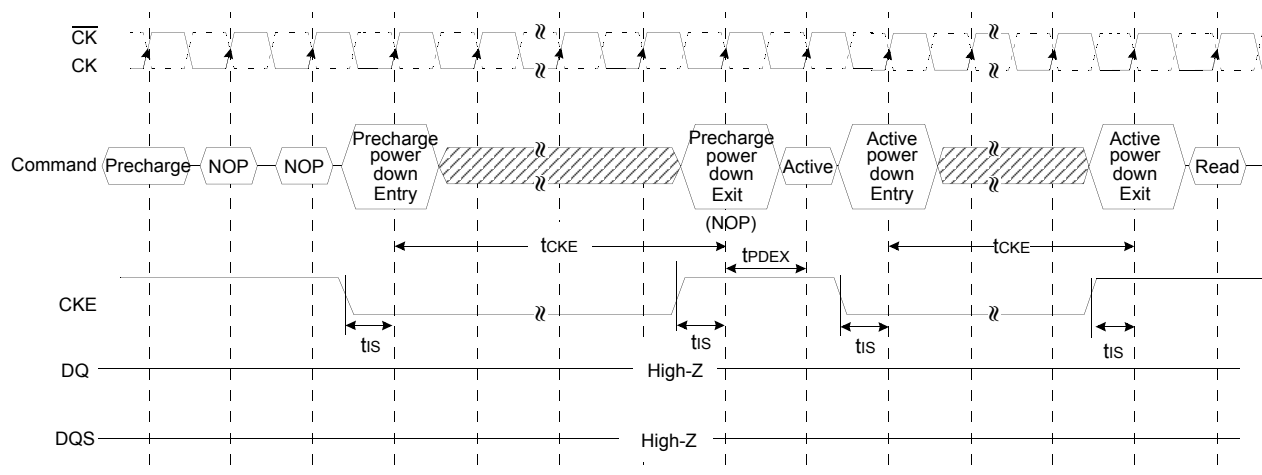 CK
CK
Command
Precharge
NOP
NOP
Precharge
power
down
Entry
Precharge
power
down
Exit
(NOP)
Active
Active
power
down
Entry
Active
power
down
Exit
Read
tCKE
tPDEX
tCKE
CKE
tIS
tIS
tIS
tIS
DQ
High-Z
DQS
High-Z